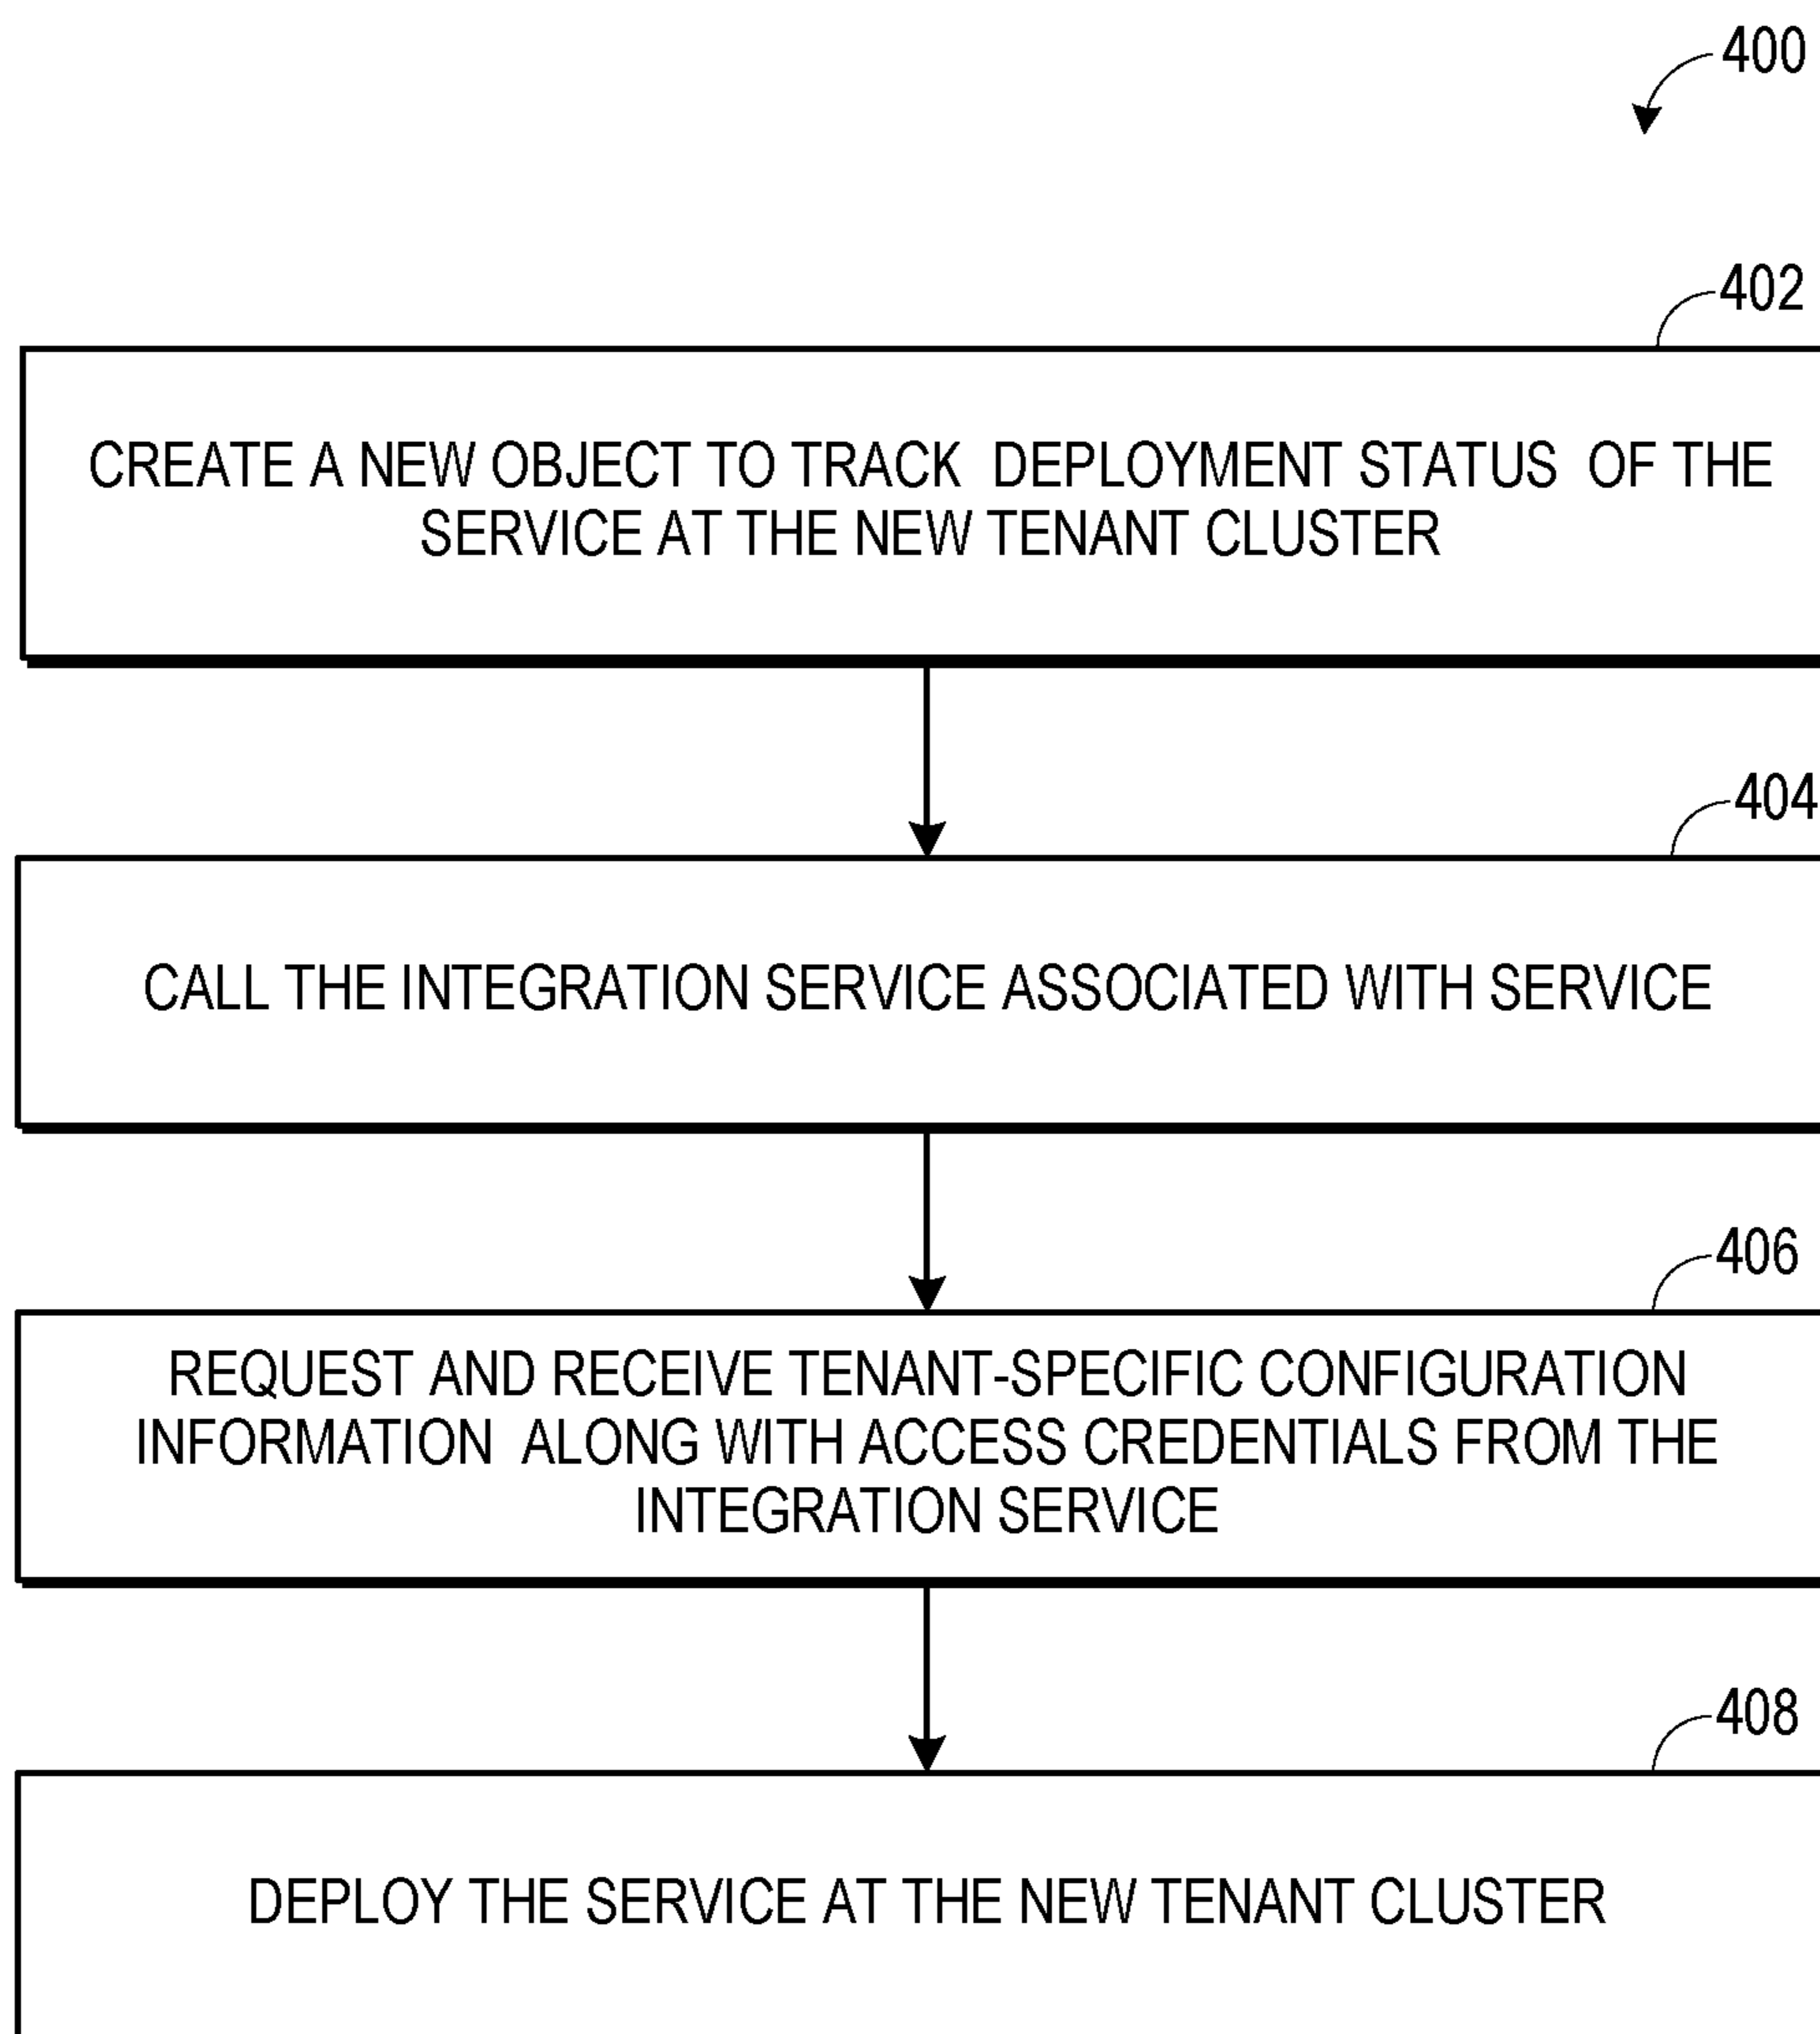 400
402
CREATE A NEW OBJECT TO TRACK DEPLOYMENT STATUS OF THE
SERVICE AT THE NEW TENANT CLUSTER
404
CALL THE INTEGRATION SERVICE ASSOCIATED WITH SERVICE
406
REQUEST AND RECEIVE TENANT-SPECIFIC CONFIGURATION
INFORMATION ALONG WITH ACCESS CREDENTIALS FROM THE
INTEGRATION SERVICE
408
DEPLOY THE SERVICE AT THE NEW TENANT CLUSTER